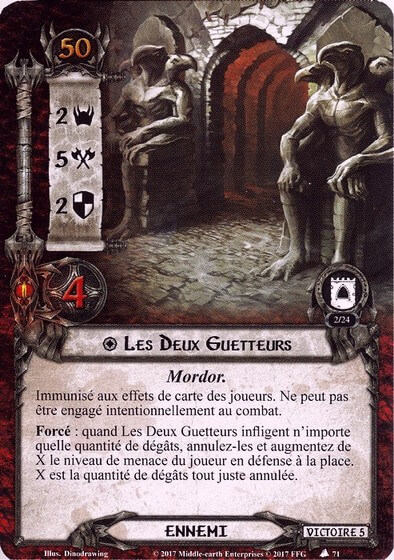 50
2
5
2
4
2/24
Les Deux Guetteurs
Mordor.
Immunisé aux effets de carte des joueurs. Ne peut pas
être engagé intentionnellement au combat.
Forcé : quand Les Deux Guetteurs infligent n'importe
quelle quantité de dégâts, annulez-les et augmentez de
X le niveau de menace du joueur en défense à la place.
X est la quantité de dégâts tout juste annulée.
ENNEMI
VICTOIRE 5
Illus. Dinodrawing
© 2017 Middle-earth Enterprises © 2017 FFG
71